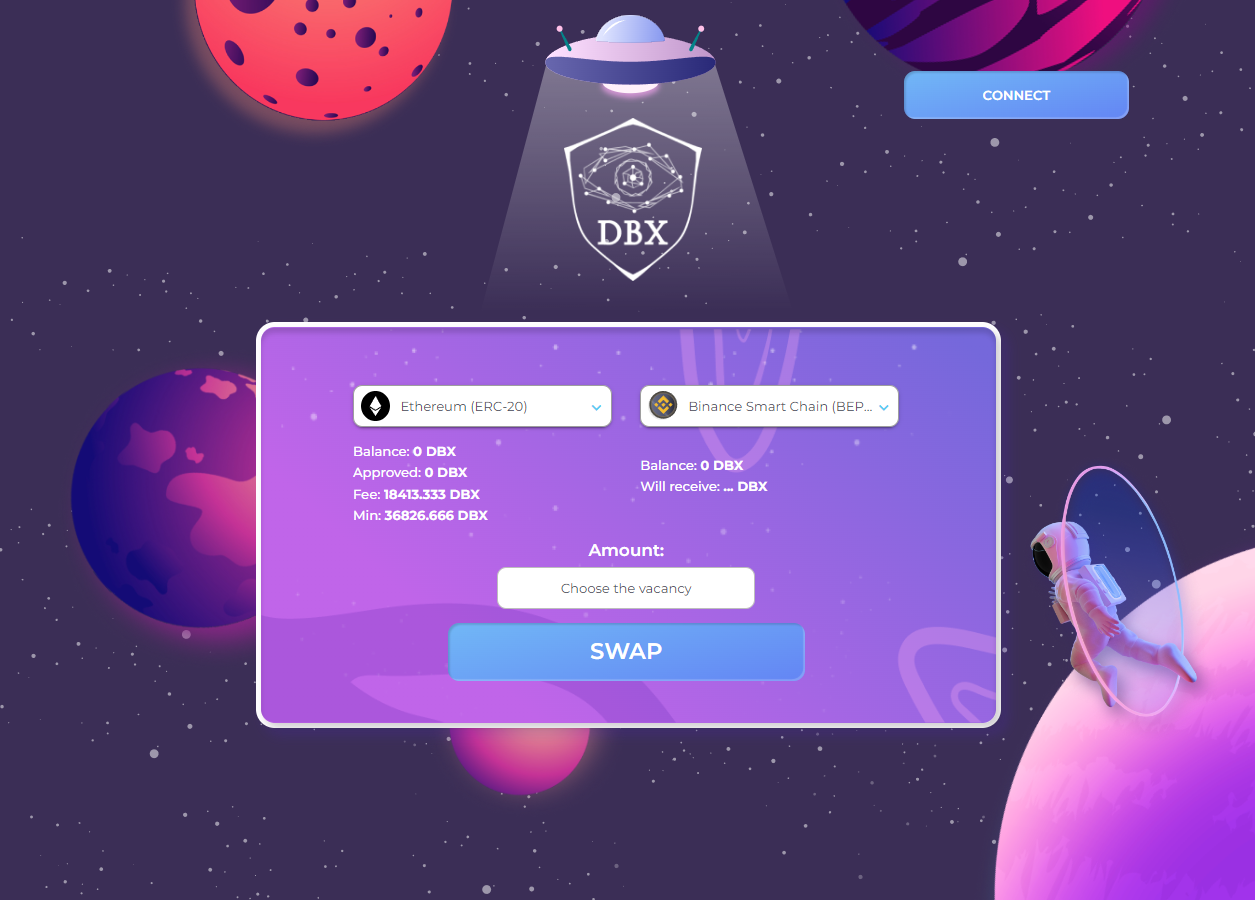 CONNECT
DBX
Ethereum (ERC-20)
Binance Smart Chain (BEP...
Balance: 0 DBX
Approved: 0 DBX
Fee: 18413.333 DBX
Min: 36826.666 DBX
Balance: 0 DBX
Will receive: ... DBX
Amount:
Choose the vacancy
SWAP